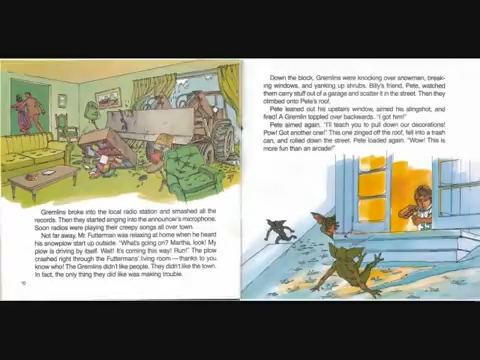 Gremlins broke into the local radio station and smashed all the
records. Then they started singing into the announcer's microphone.
Soon radios were playing their creepy songs all over town.
Not far away, Mr. Futterman was relaxing at home when he heard
his snowplow start up outside. "What's going on? Martha, look! My
plow is driving by itself. Wait! It's coming this way! Run!" The plow
crashed right through the Futtermans' living room — thanks to you
know who! The Gremlins didn't like people. They didn't like the town.
In fact, the only thing they did like was making trouble.
10
Down the block, Gremlins were knocking over snowmen, break-
ing windows, and yanking up shrubs. Billy's friend, Pete, watched
them carry stuff out of a garage and scatter it in the street. Then they
climbed onto Pete's roof.
Pete leaned out his upstairs window, aimed his slingshot, and
fired! A Gremlin toppled over backwards. "I got him!"
Pete aimed again. "I'll teach you to pull down our decorations!
Pow! Got another one!" This one zinged off the roof, fell into a trash
can, and rolled down the street. Pete loaded again. "Wow! This is
more fun than an arcade!"